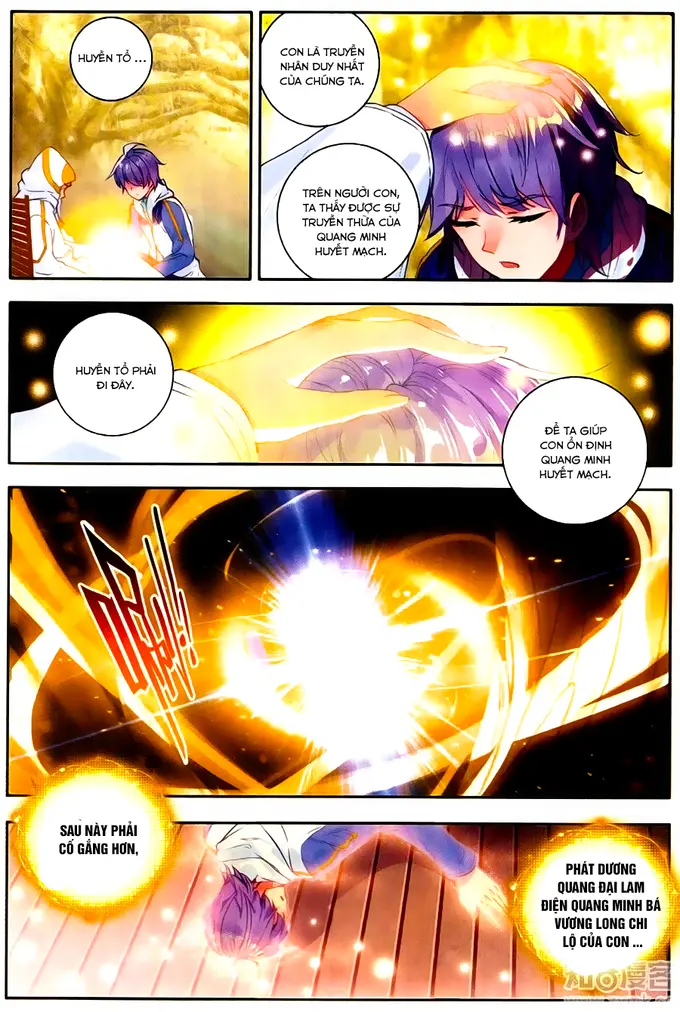 HUYỀN TỔ ...
CON LÀ TRUYỀN
NHÂN DUY NHẤT
CỦA CHÚNG TA.
TRÊN NGƯỜI CON,
TA THẤY ĐƯỢC SỰ
TRUYỀN THỪA CỦA
QUANG MINH
HUYẾT MẠCH.
HUYỀN TỔ PHẢI
ĐI ĐÂY.
ĐỂ TA GIÚP
CON ỔN ĐỊNH
QUANG MINH
HUYẾT MẠCH.
SAU NÀY PHẢI
CỐ GẮNG HƠN,
PHÁT DƯƠNG
QUANG ĐẠI LAM
ĐIỆN QUANG MINH BÁ
VƯƠNG LONG CHI
LỘ CỦA CON ...